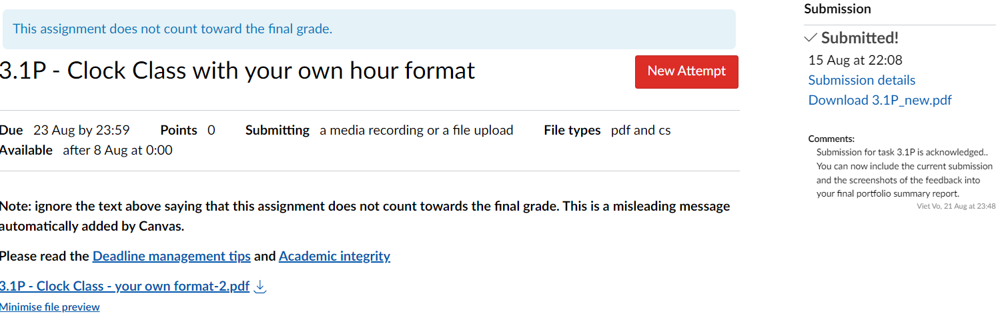 This assignment does not count toward the final grade.
3.1P - Clock Class with your own hour format
New Attempt
Due 23 Aug by 23:59 Points 0 Submitting a media recording or a file upload File types pdf and cs
Available after 8 Aug at 0:00
Note: ignore the text above saying that this assignment does not count towards the final grade. This is a misleading message
automatically added by Canvas.
Please read the Deadline management tips and Academic integrity
3.1P - Clock Class - your own format-2.pdf
Minimise file preview
Submission
Submitted!
15 Aug at 22:08
Submission details
Download 3.1P_new.pdf
Comments:
Submission for task 3.1P is acknowledged..
You can now include the current submission
and the screenshots of the feedback into
your final portfolio summary report.
Viet Vo, 21 Aug at 23:48